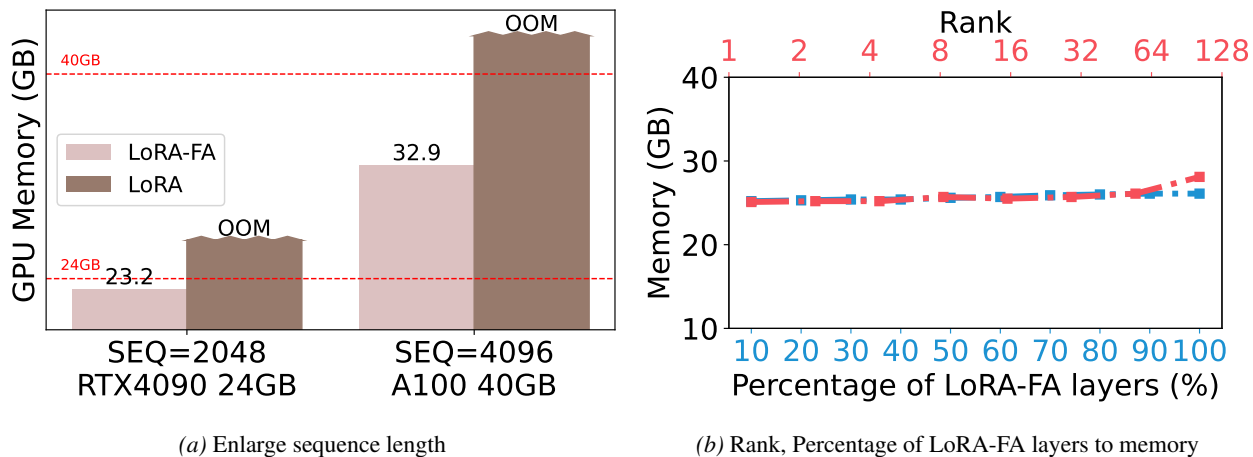 GPU Memory (GB)
40GB
24GB
LoRA-FA
LoRA
23.2
OOM
32.9
OOM
SEQ=2048
RTX4090 24GB
SEQ=4096
A100 40GB
(a) Enlarge sequence length
Rank
1 2 4 8 16 32 64 128
Memory (GB)
40
30
20
10
10 20 30 40 50 60 70 80 90 100
Percentage of LoRA-FA layers (%)
(b) Rank, Percentage of LoRA-FA layers to memory